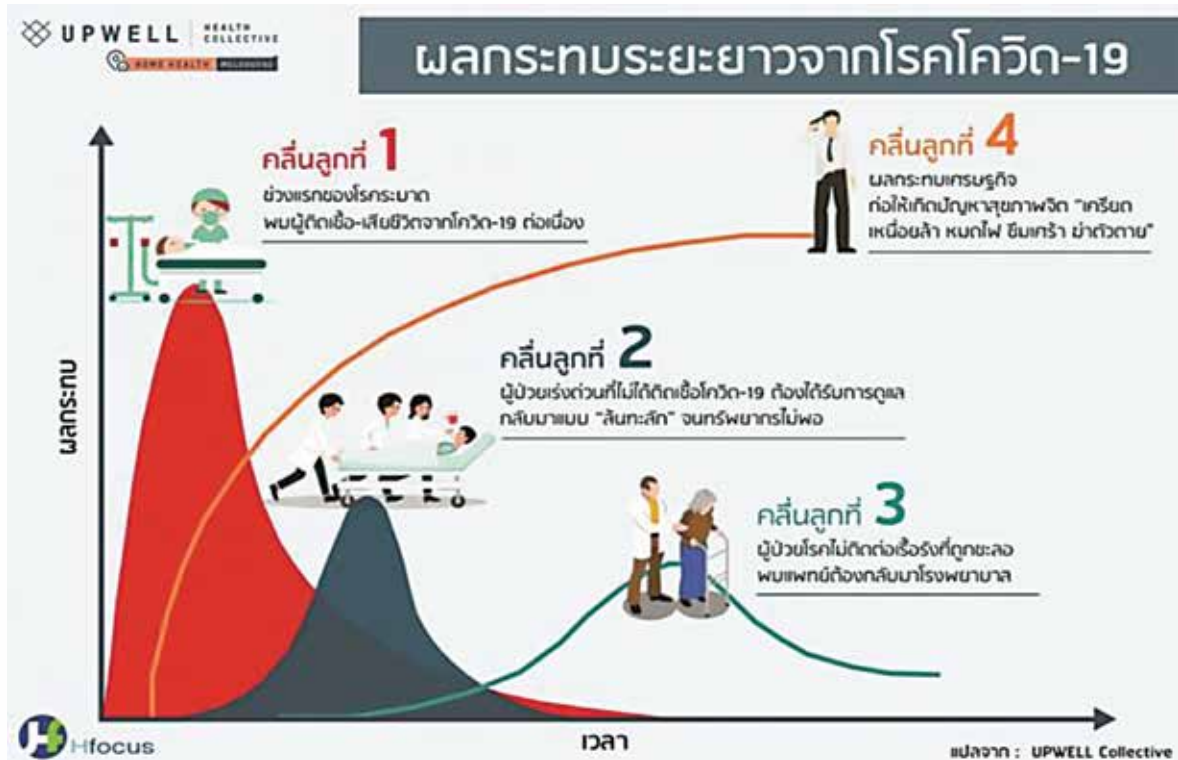 UPWELL HEALTH
COLLECTIVE
HOME HEALTH MELBOURNE
ผลกระทบระยะยาวจากโรคโควิด-19
คลื่นลูกที่ 1
ช่วงแรกของโรคระบาด
พบผู้ติดเชื้อ-เสียชีวิตจากโควิด-19 ต่อเนื่อง
คลื่นลูกที่ 4
ผลกระทบเศรษฐกิจ
ก่อให้เกิดปัญหาสุขภาพจิต "เครียด
เหนื่อยล้า หมดไฟ ซึมเศร้า ฆ่าตัวตาย"
คลื่นลูกที่ 2
ผู้ป่วยเร่งด่วนที่ไม่ได้ติดเชื้อโควิด-19 ต้องได้รับการดูแล
กลับมาแบบ "ล้นทะลัก" จนทรัพยากรไม่พอ
คลื่นลูกที่ 3
ผู้ป่วยโรคไม่ติดต่อเรื้อรังที่ถูกชะลอ
พบแพทย์ต้องกลับมาโรงพยาบาล
ผลกระทบ
เวลา
Hf Hfocus
แปลจาก : UPWELL Collective